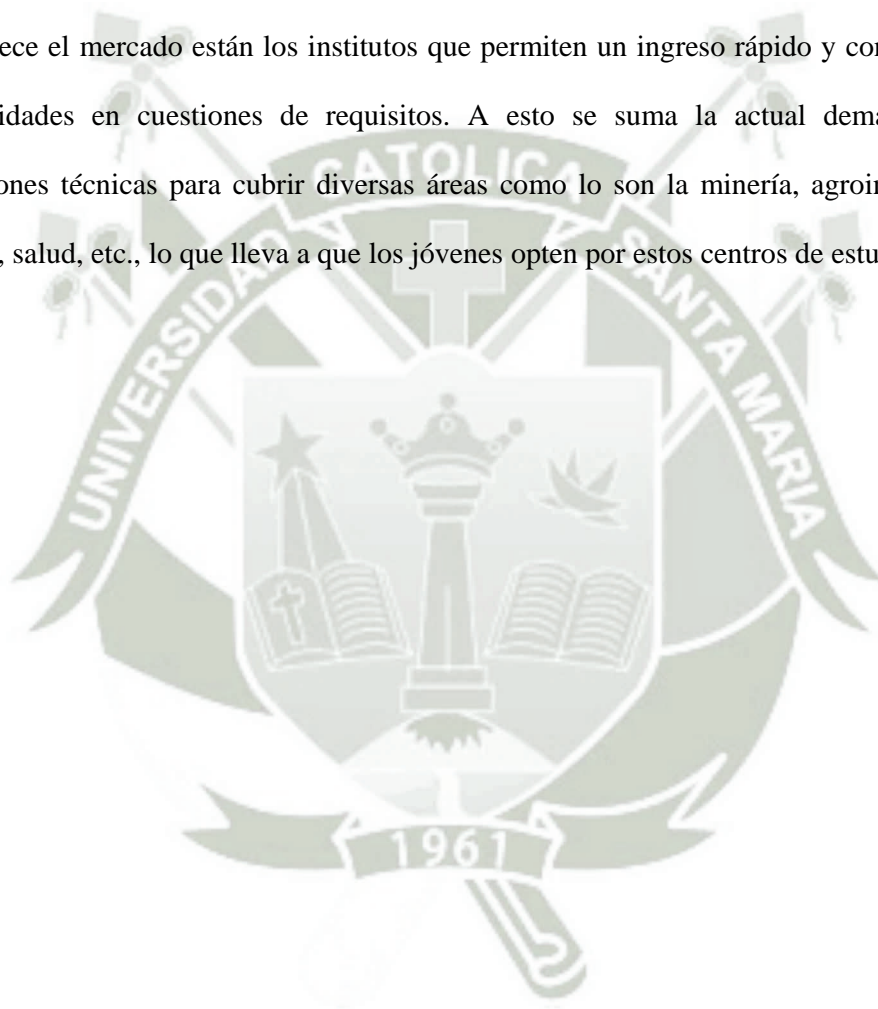 ece el mercado están los institutos que permiten un ingreso rápido y con
idades en cuestiones de requisitos. A esto se suma la actual dema
ones técnicas para cubrir diversas áreas como lo son la minería, agroin
, salud, etc., lo que lleva a que los jóvenes opten por estos centros de estu
UNIVERSIDAD CATOLICA SANTA MARIA
1961